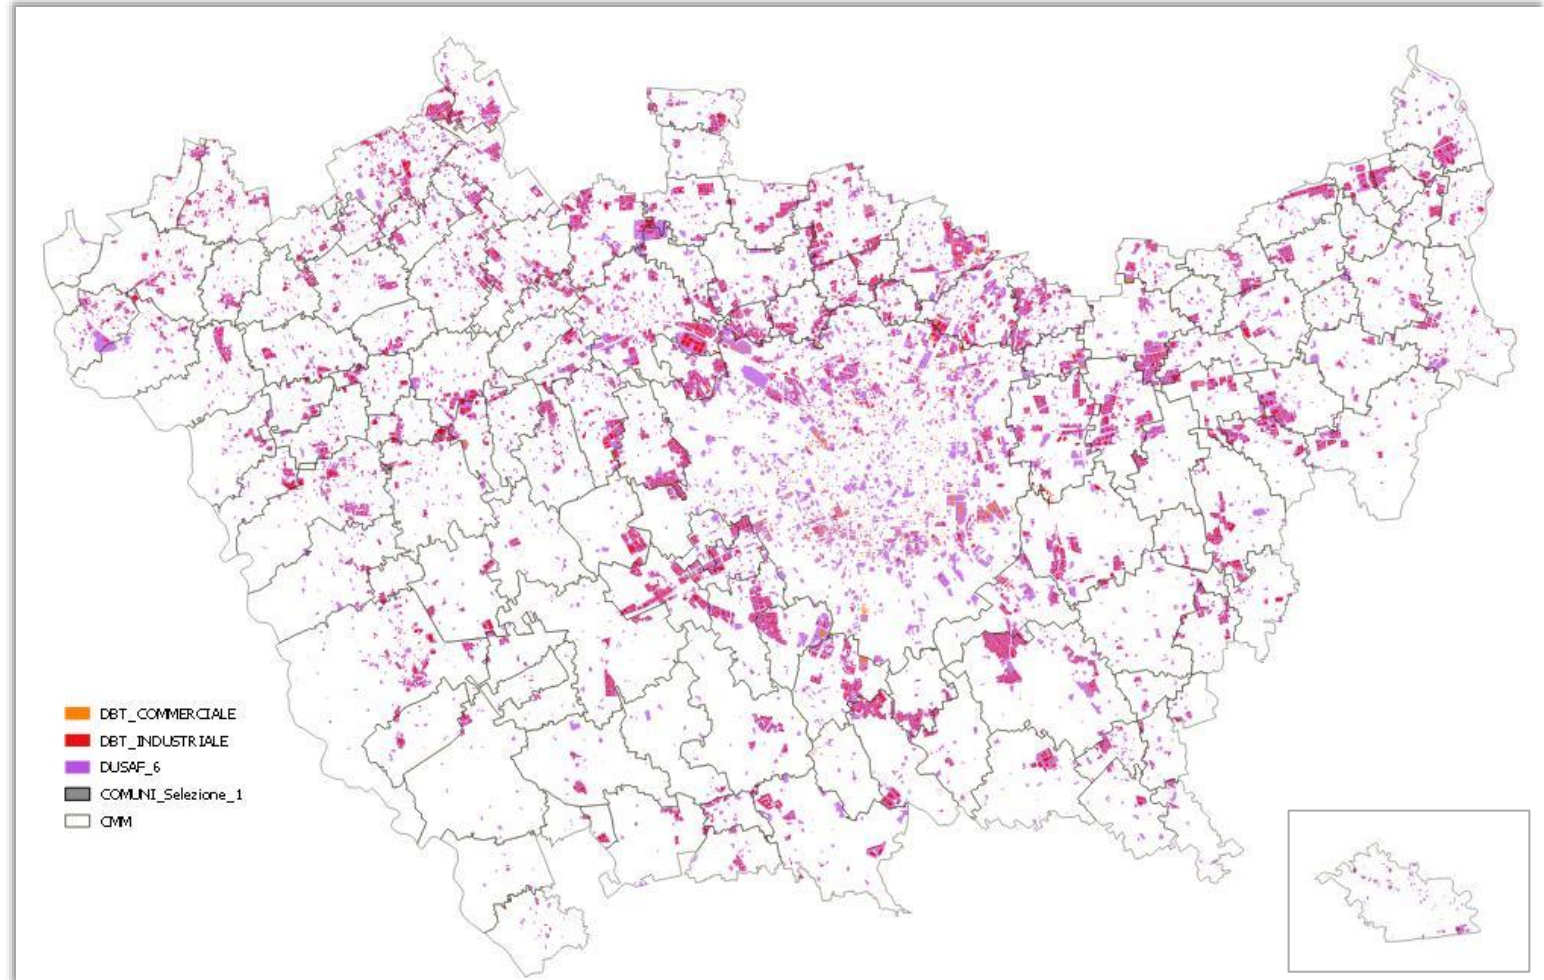 DBT_COMMERCIALE
DBT_INDUSTRIALE
DUSAF_6
COMUNI_Selezione_1
CMM